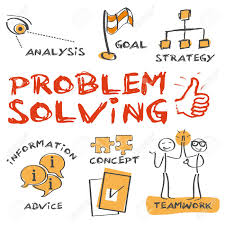 ANALYSIS
GOAL
STRATEGY
PROBLEM
SOLVING
INFORMATION
CONCEPT
i i i
ADVICE
TEAMWORK